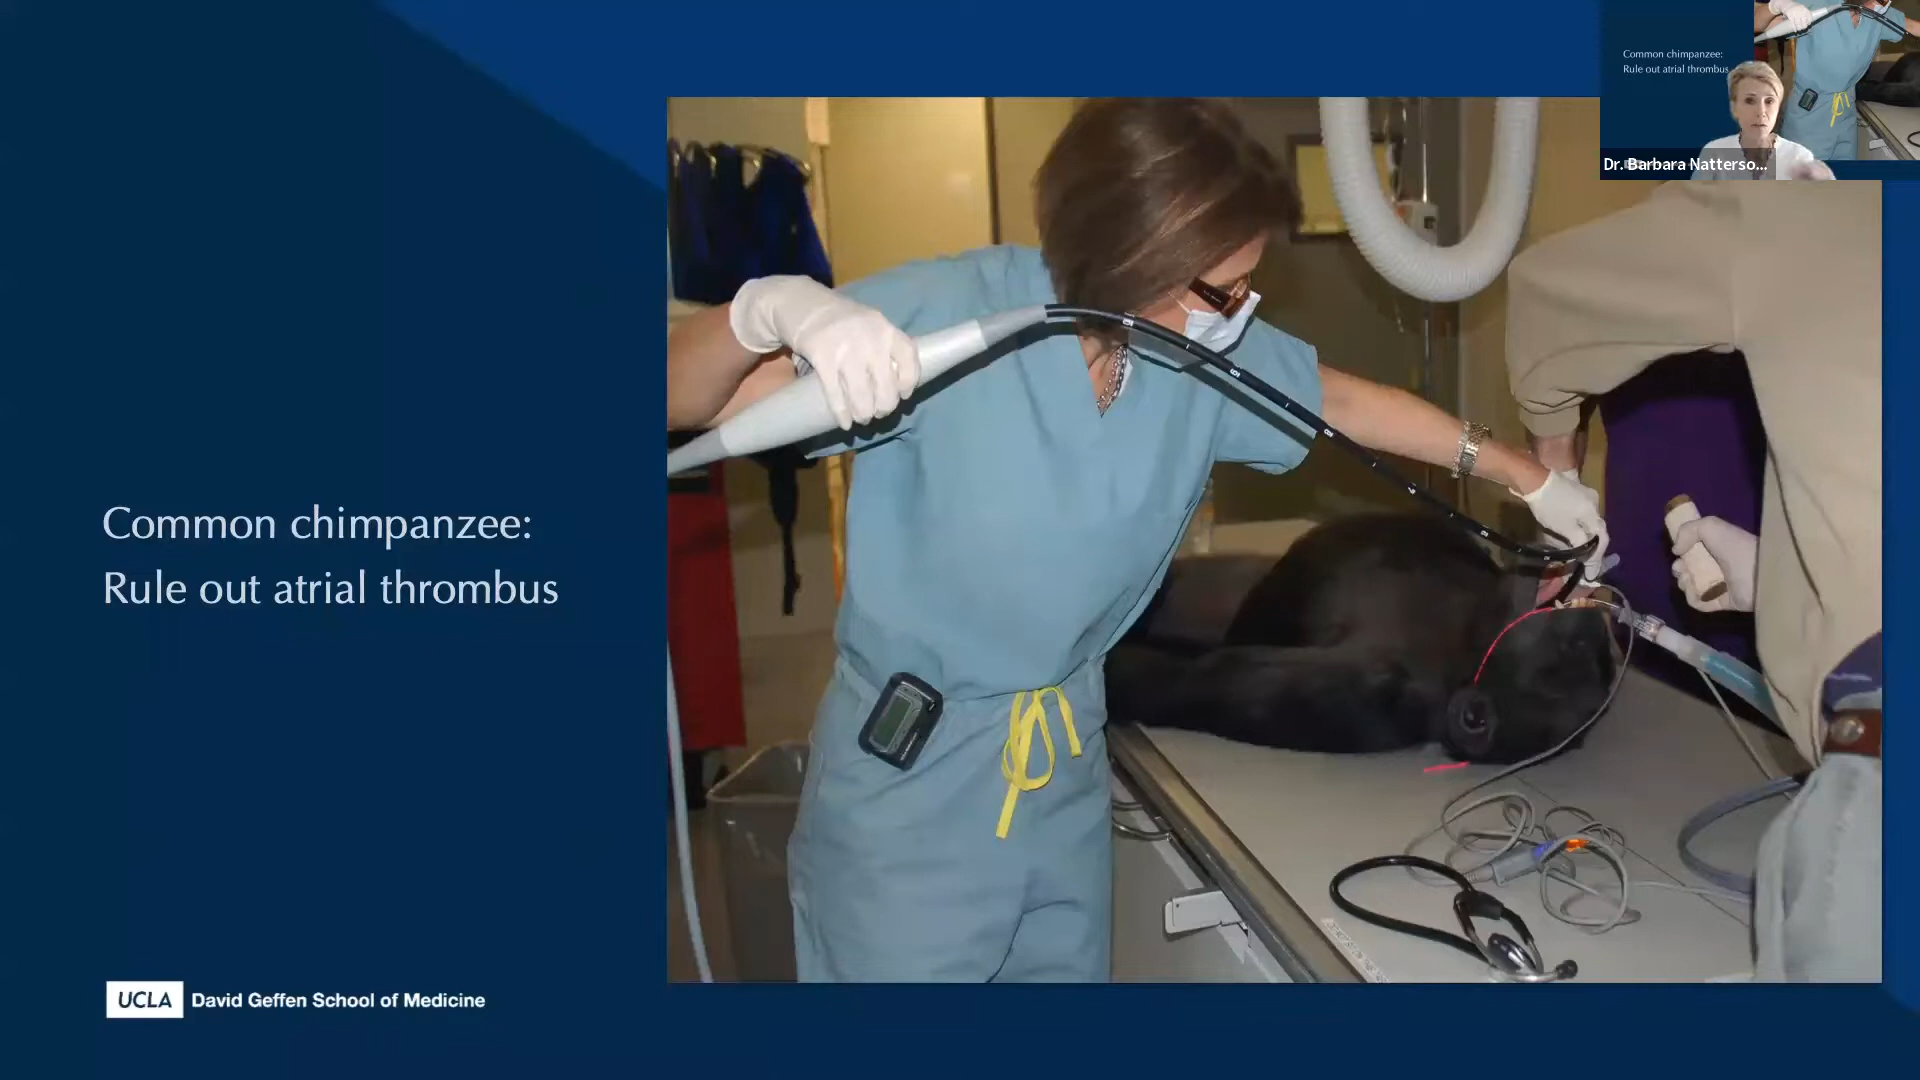 Common chimpanzee:
Rule out atrial thrombus
Dr. Barbara Natterso...
Common chimpanzee:
Rule out atrial thrombus
UCLA David Geffen School of Medicine